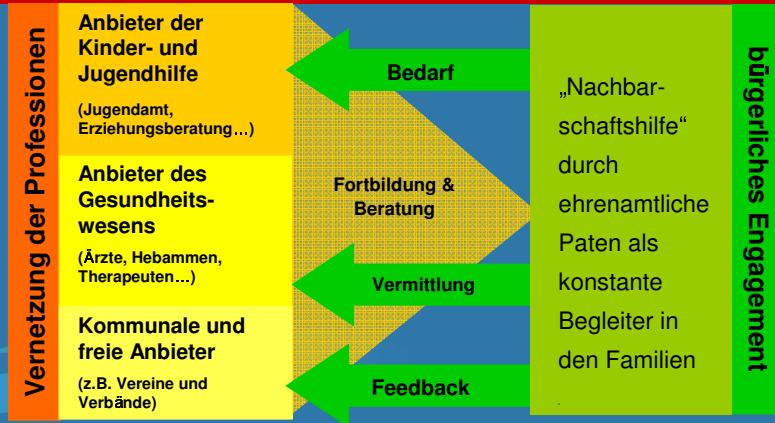 Vernetzung der Professionen
Anbieter der
Kinder- und
Jugendhilfe
(Jugendamt,
Erziehungsberatung...)
Anbieter des
Gesundheits-
wesens
(Ärzte, Hebammen,
Therapeuten...)
Kommunale und
freie Anbieter
(z.B. Vereine und
Verbände)
Bedarf
Fortbildung &
Beratung
Vermittlung
Feedback
„Nachbar-
schaftshilfe“
durch
ehrenamtliche
Paten als
konstante
Begleiter in
den Familien
.
bürgerliches Engagement